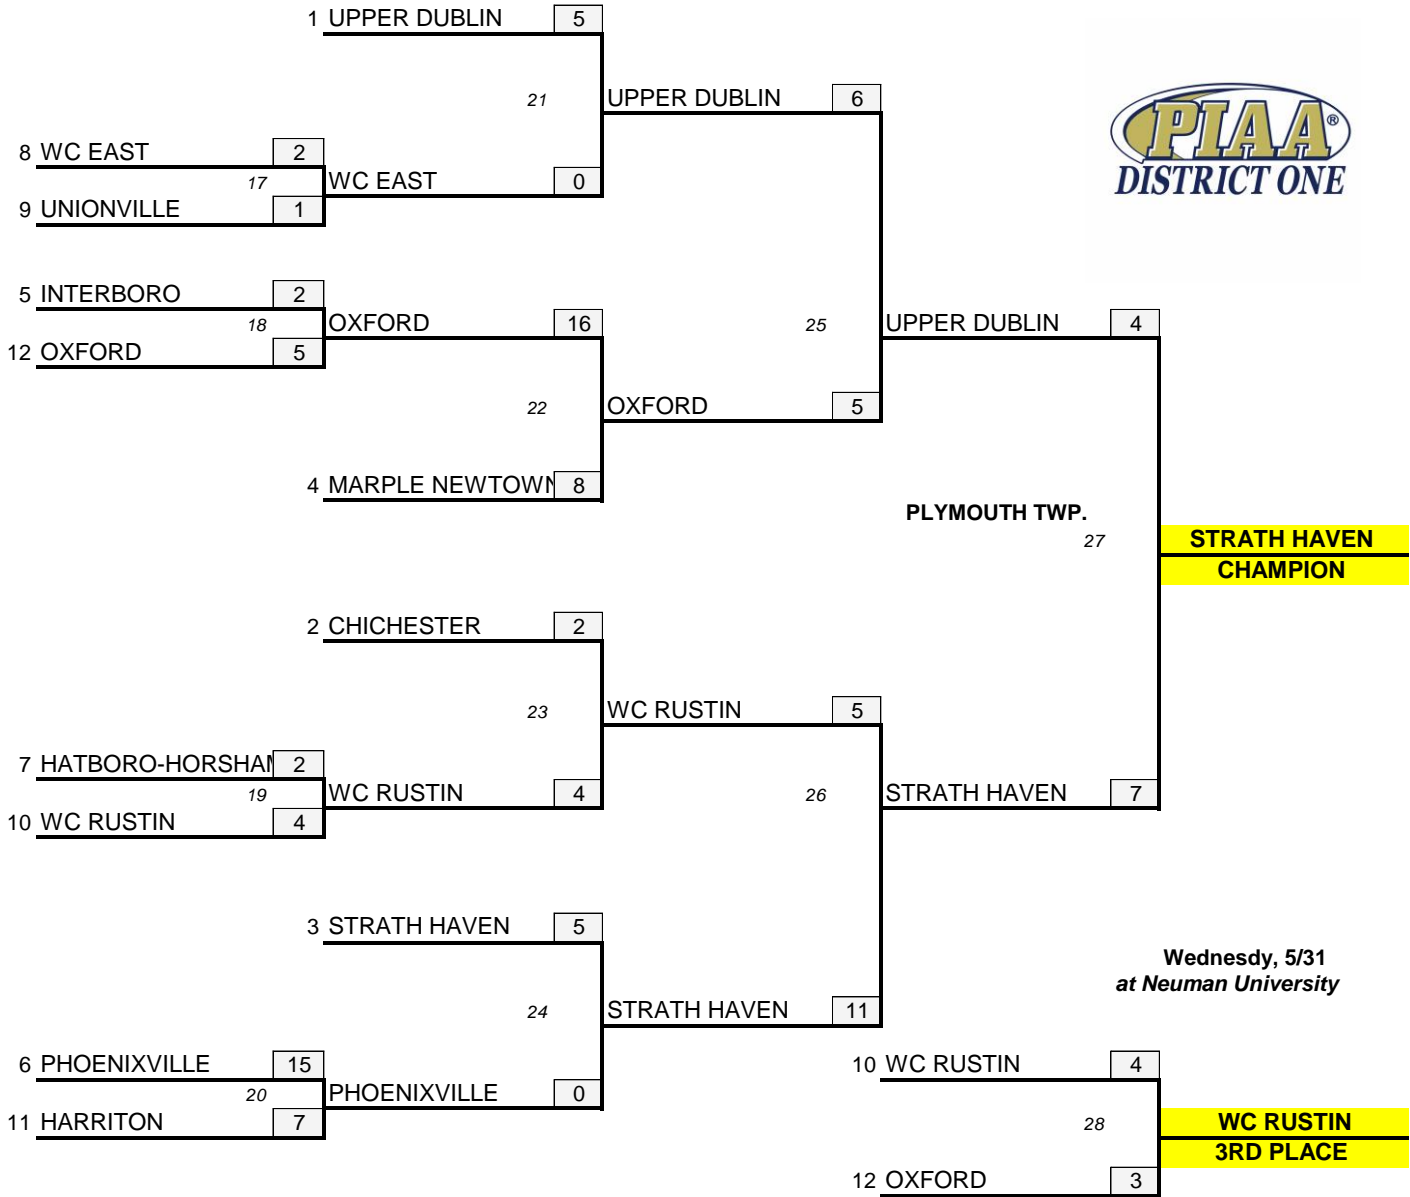 1 UPPER DUBLIN 5
21 UPPER DUBLIN 6
PIAA®
DISTRICT ONE
8 WC EAST 2
17 WC EAST 0
9 UNIONVILLE 1
5 INTERBORO 2
18 OXFORD 16
25 UPPER DUBLIN 4
12 OXFORD 5
22 OXFORD 5
4 MARPLE NEWTOWN 8
PLYMOUTH TWP.
27 STRATH HAVEN
CHAMPION
2 CHICHESTER 2
23 WC RUSTIN 5
7 HATBORO-HORSHAM 2
19 WC RUSTIN 4
26 STRATH HAVEN 7
10 WC RUSTIN 4
3 STRATH HAVEN 5
Wednesdy, 5/31
at Neuman University
24 STRATH HAVEN 11
6 PHOENIXVILLE 15
10 WC RUSTIN 4
20 PHOENIXVILLE 0
11 HARRITON 7
28 WC RUSTIN
3RD PLACE
12 OXFORD 3